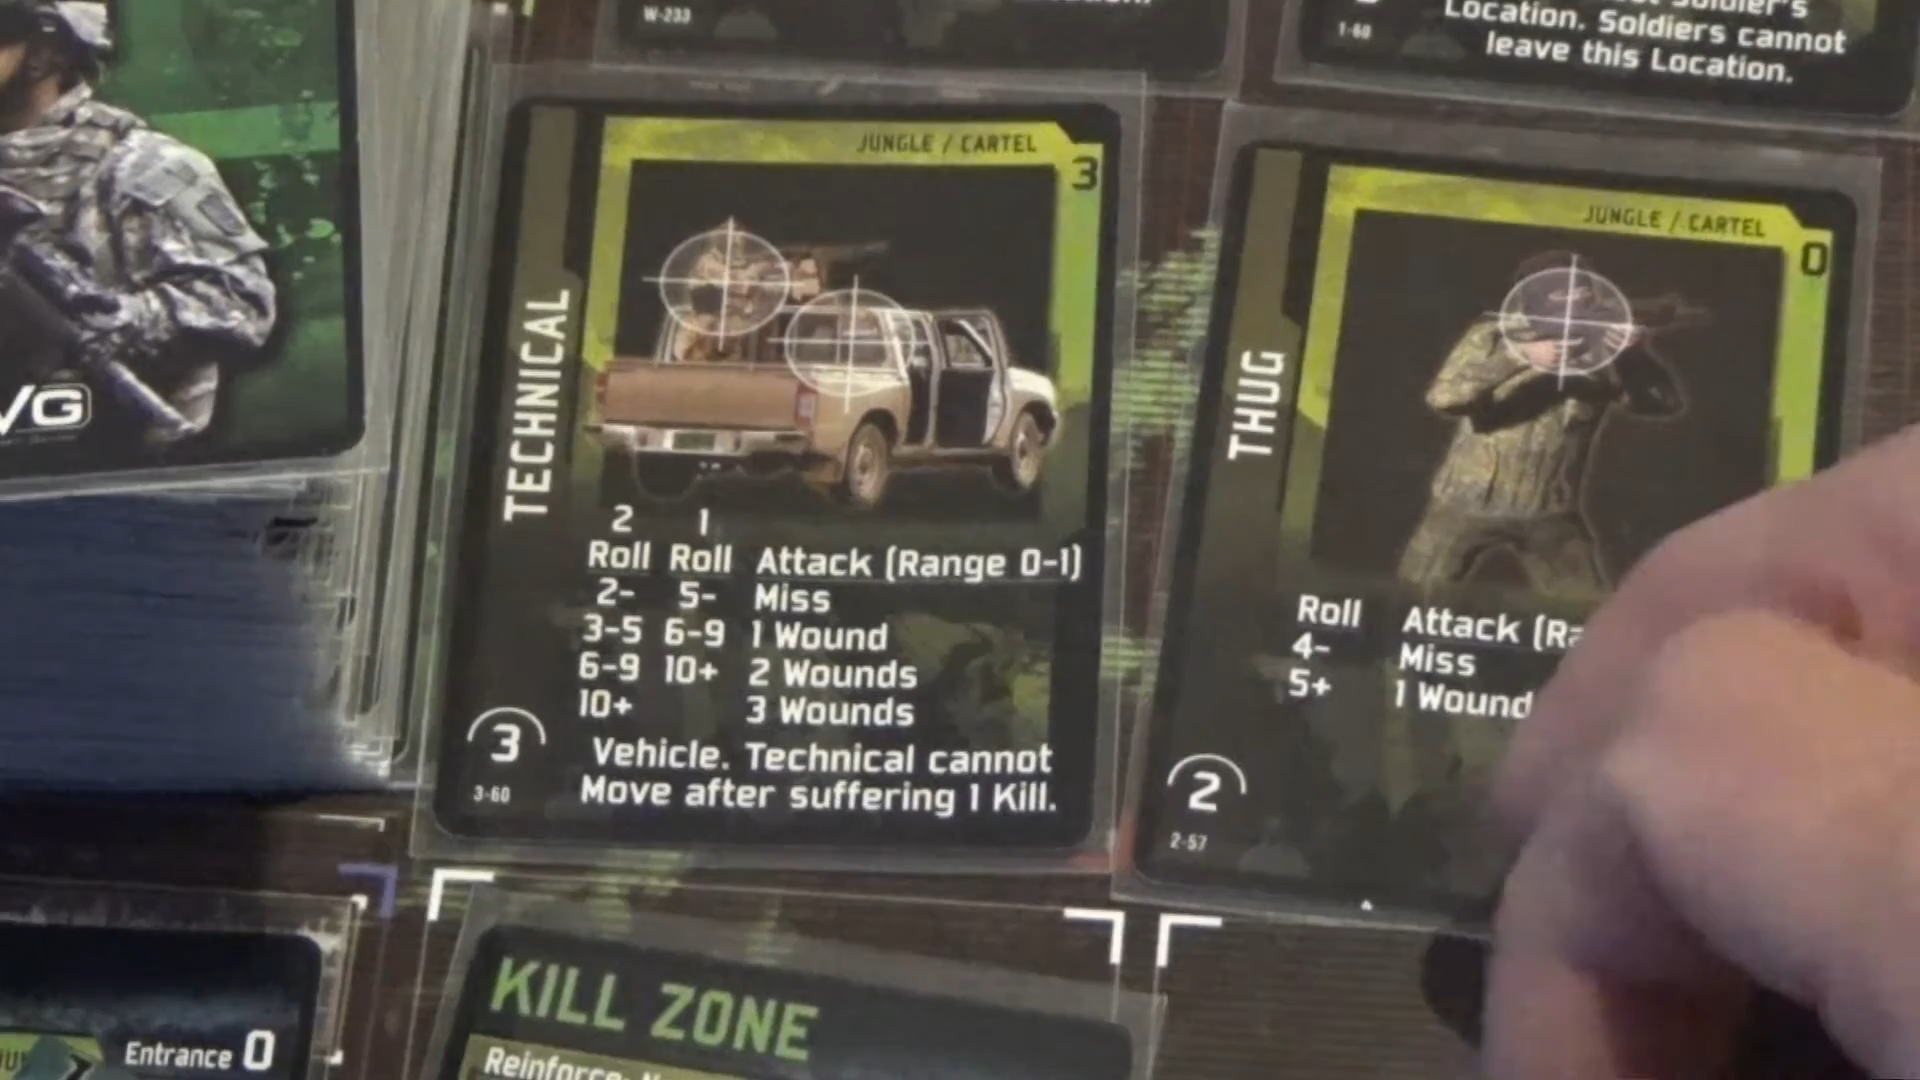 W-233
1-60
Location. Soldiers cannot
leave this Location.
JUNGLE / CARTEL
3
TECHNICAL
2 1
Roll Roll Attack (Range 0-1)
2- 5- Miss
3-5 6-9 1 Wound
6-9 10+ 2 Wounds
10+ 3 Wounds
Vehicle. Technical cannot
Move after suffering 1 Kill.
3
3-60
JUNGLE / CARTEL
0
THUG
Roll Attack
4- Miss
5+ 1 Wound
2
2-57
VG
Entrance 0
KILL ZONE
Reinforce: